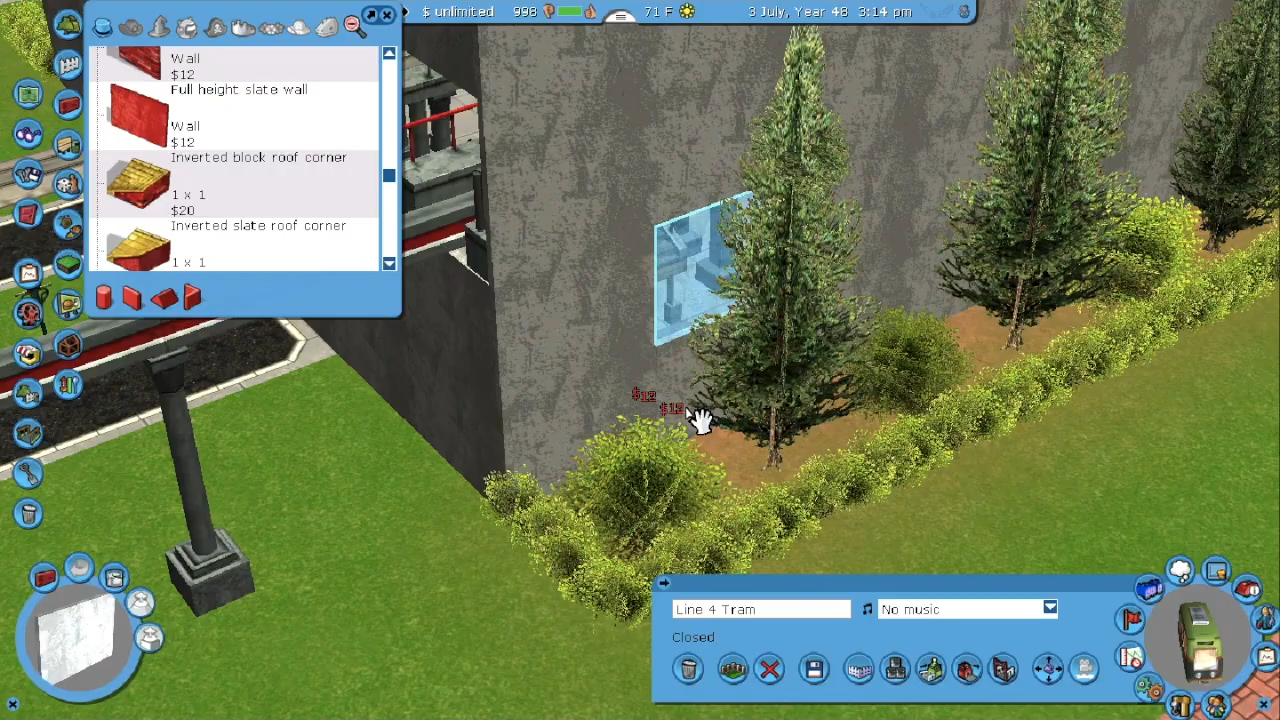 $ unlimited 998 71 F 3 July, Year 48 3:14 pm
Wall
$12
Full height slate wall
Wall
$12
Inverted block roof corner
1 x 1
$20
Inverted slate roof corner
1 x 1
$12
$12
Line 4 Tram
No music
Closed